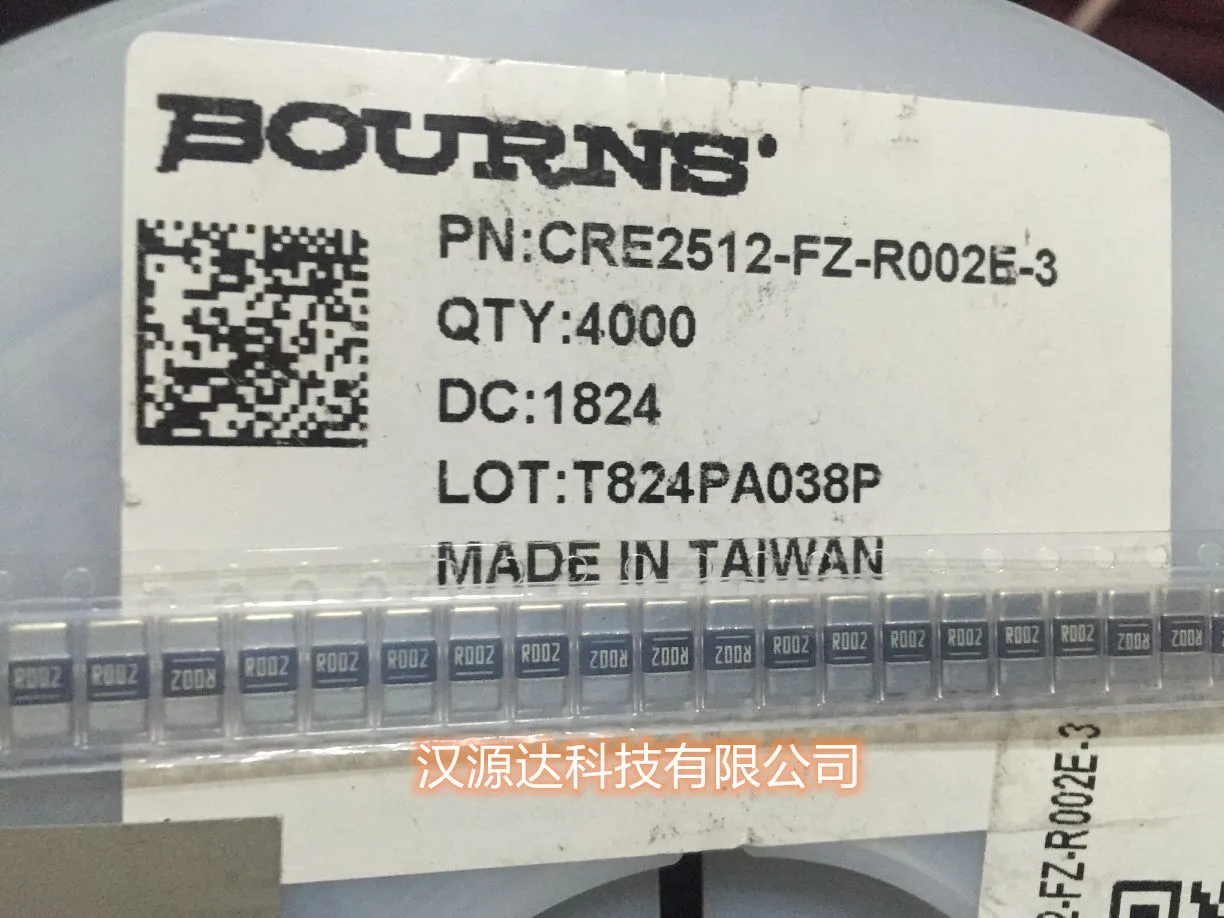 BOURNS
PN:CRE2512-FZ-R002E-3
QTY:4000
DC:1824
LOT:T824PA038P
MADE IN TAIWAN
R002 R002 R002 R002 R002 R002 R002 R002 R002 R002 R002 R002 R002 R002 R002 R002 R002 R002 R002
汉源达科技有限公司
-FZ-R002E-3